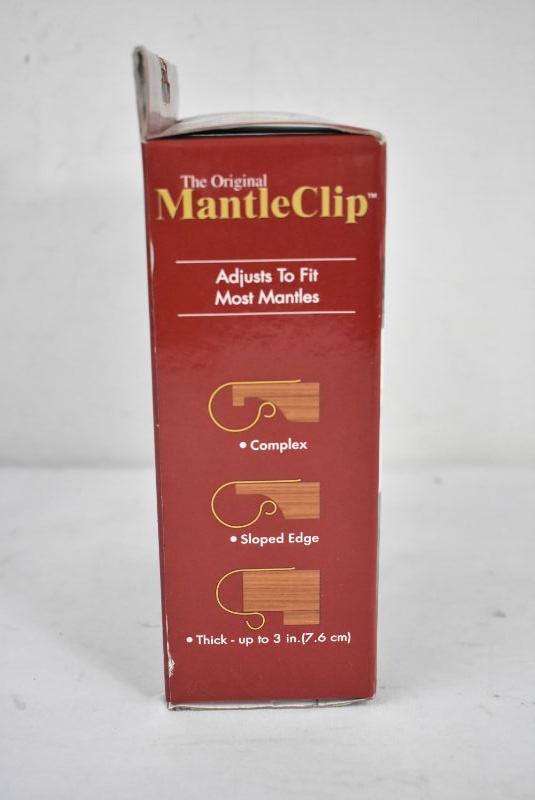 The Original
MantleClip™
Adjusts To Fit
Most Mantles
• Complex
• Sloped Edge
• Thick - up to 3 in.(7.6 cm)